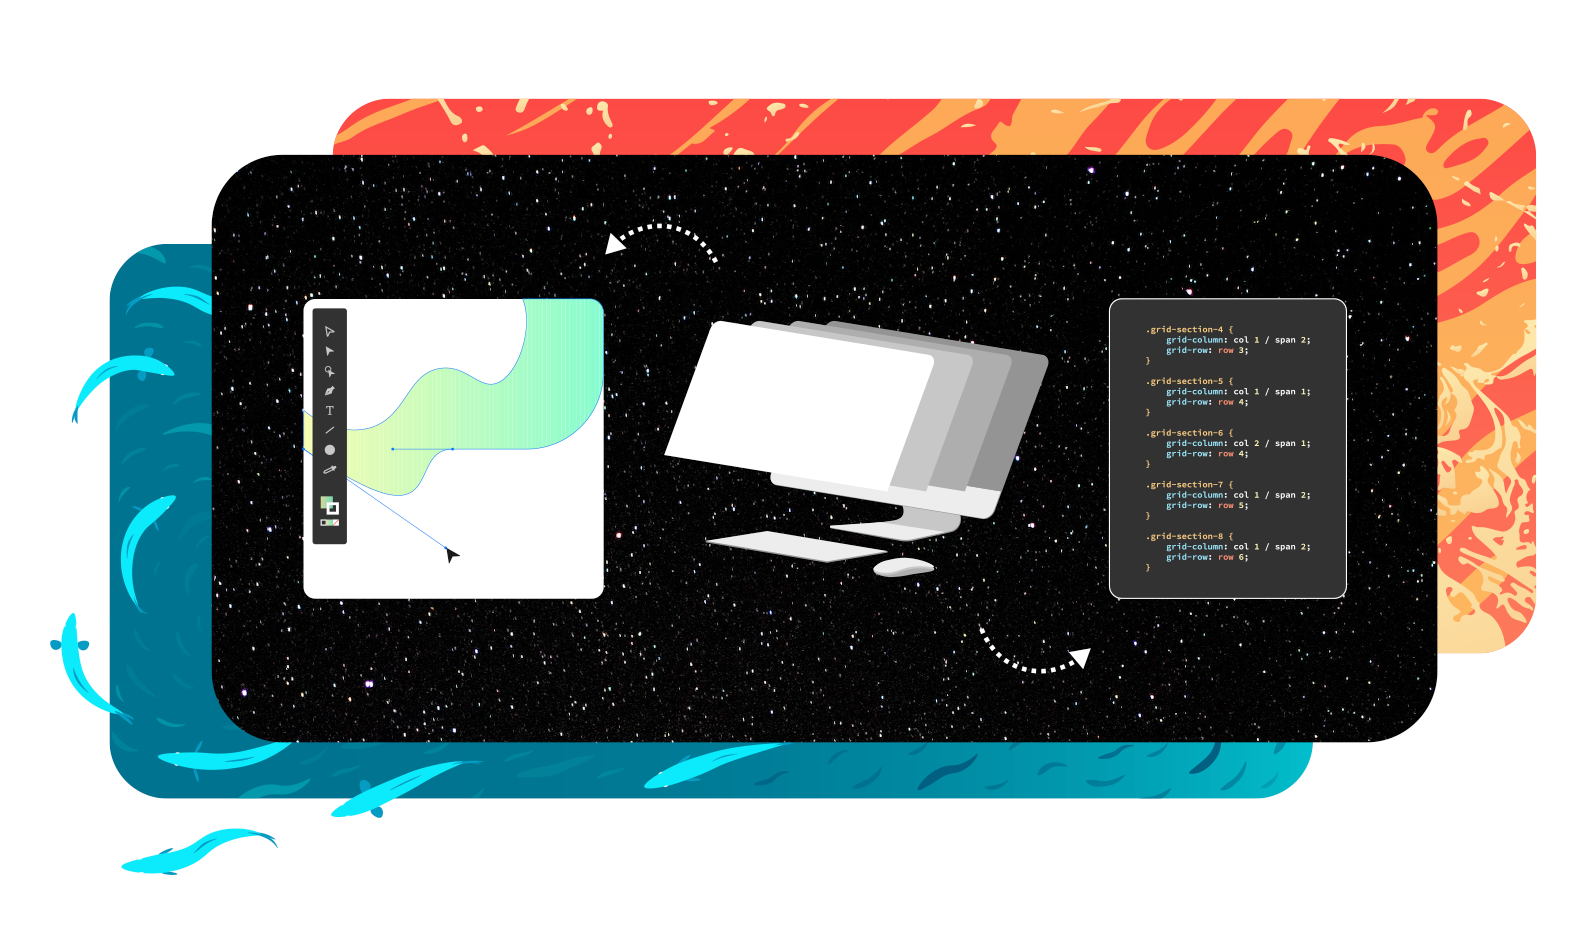 T
.grid-section-4 {
grid-column: col 1 / span 2;
grid-row: row 3;
}
.grid-section-5 {
grid-column: col 1 / span 1;
grid-row: row 4;
}
.grid-section-6 {
grid-column: col 2 / span 1;
grid-row: row 4;
}
.grid-section-7 {
grid-column: col 1 / span 2;
grid-row: row 5;
}
.grid-section-8 {
grid-column: col 1 / span 2;
grid-row: row 6;
}